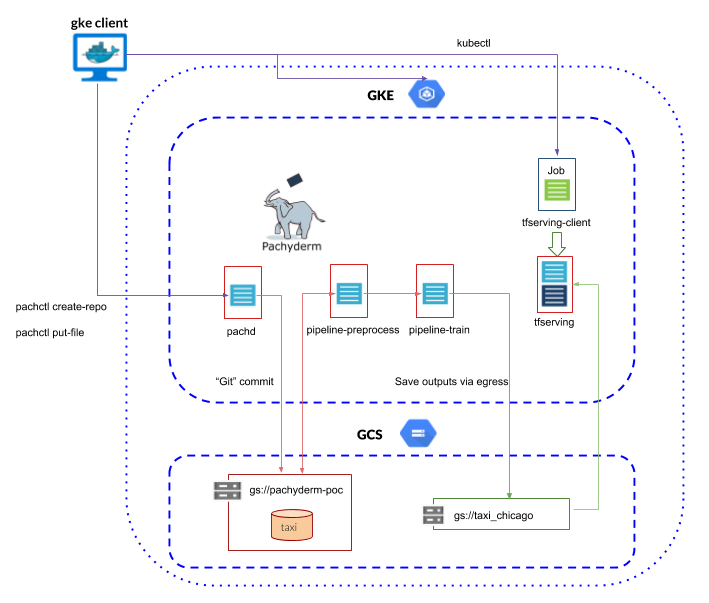 gke client
kubectl
GKE
Job
Pachyderm
tfserving-client
pachctl create-repo
pachctl put-file
pachd
pipeline-preprocess
pipeline-train
tfserving
“Git” commit
Save outputs via egress
GCS
gs://pachyderm-poc
taxi
gs://taxi_chicago